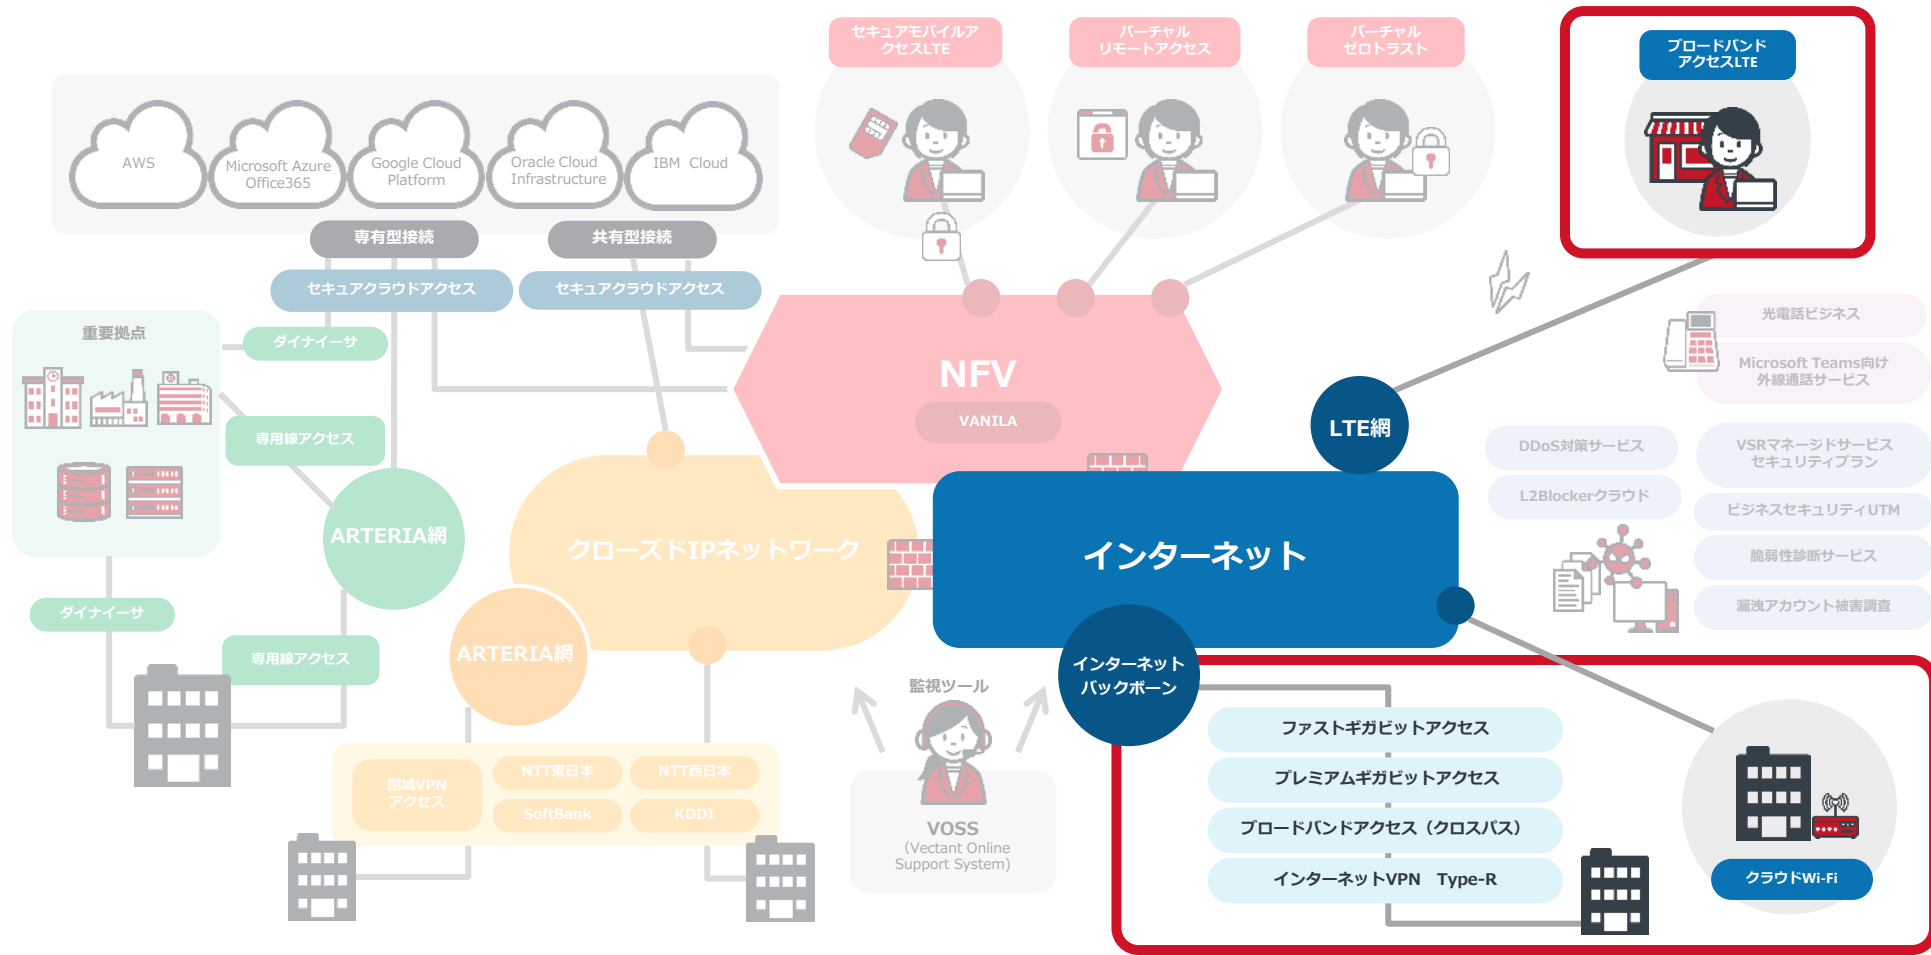 セキュアモバイルア
クセスLTE
バーチャル
リモートアクセス
バーチャル
ゼロトラスト
ブロードバンド
アクセスLTE
AWS
Microsoft Azure
Office365
Google Cloud
Platform
Oracle Cloud
Infrastructure
IBM Cloud
専有型接続
共有型接続
セキュアクラウドアクセス
セキュアクラウドアクセス
重要拠点
ダイナイーサ
専用線アクセス
ARTERIA網
ダイナイーサ
専用線アクセス
NFV
VANILA
クローズドIPネットワーク
ARTERIA網
インターネット
LTE網
インターネット
バックボーン
光電話ビジネス
Microsoft Teams向け
外線通話サービス
DDoS対策サービス
L2Blockerクラウド
VSRマネージドサービス
セキュリティプラン
ビジネスセキュリティUTM
脆弱性診断サービス
漏洩アカウント被害調査
閉域VPN
アクセス
NTT東日本
NTT西日本
SoftBank
KDDI
監視ツール
VOSS
（Vectant Online
Support System）
ファストギガビットアクセス
プレミアムギガビットアクセス
ブロードバンドアクセス（クロスパス）
インターネットVPN Type-R
クラウドWi-Fi